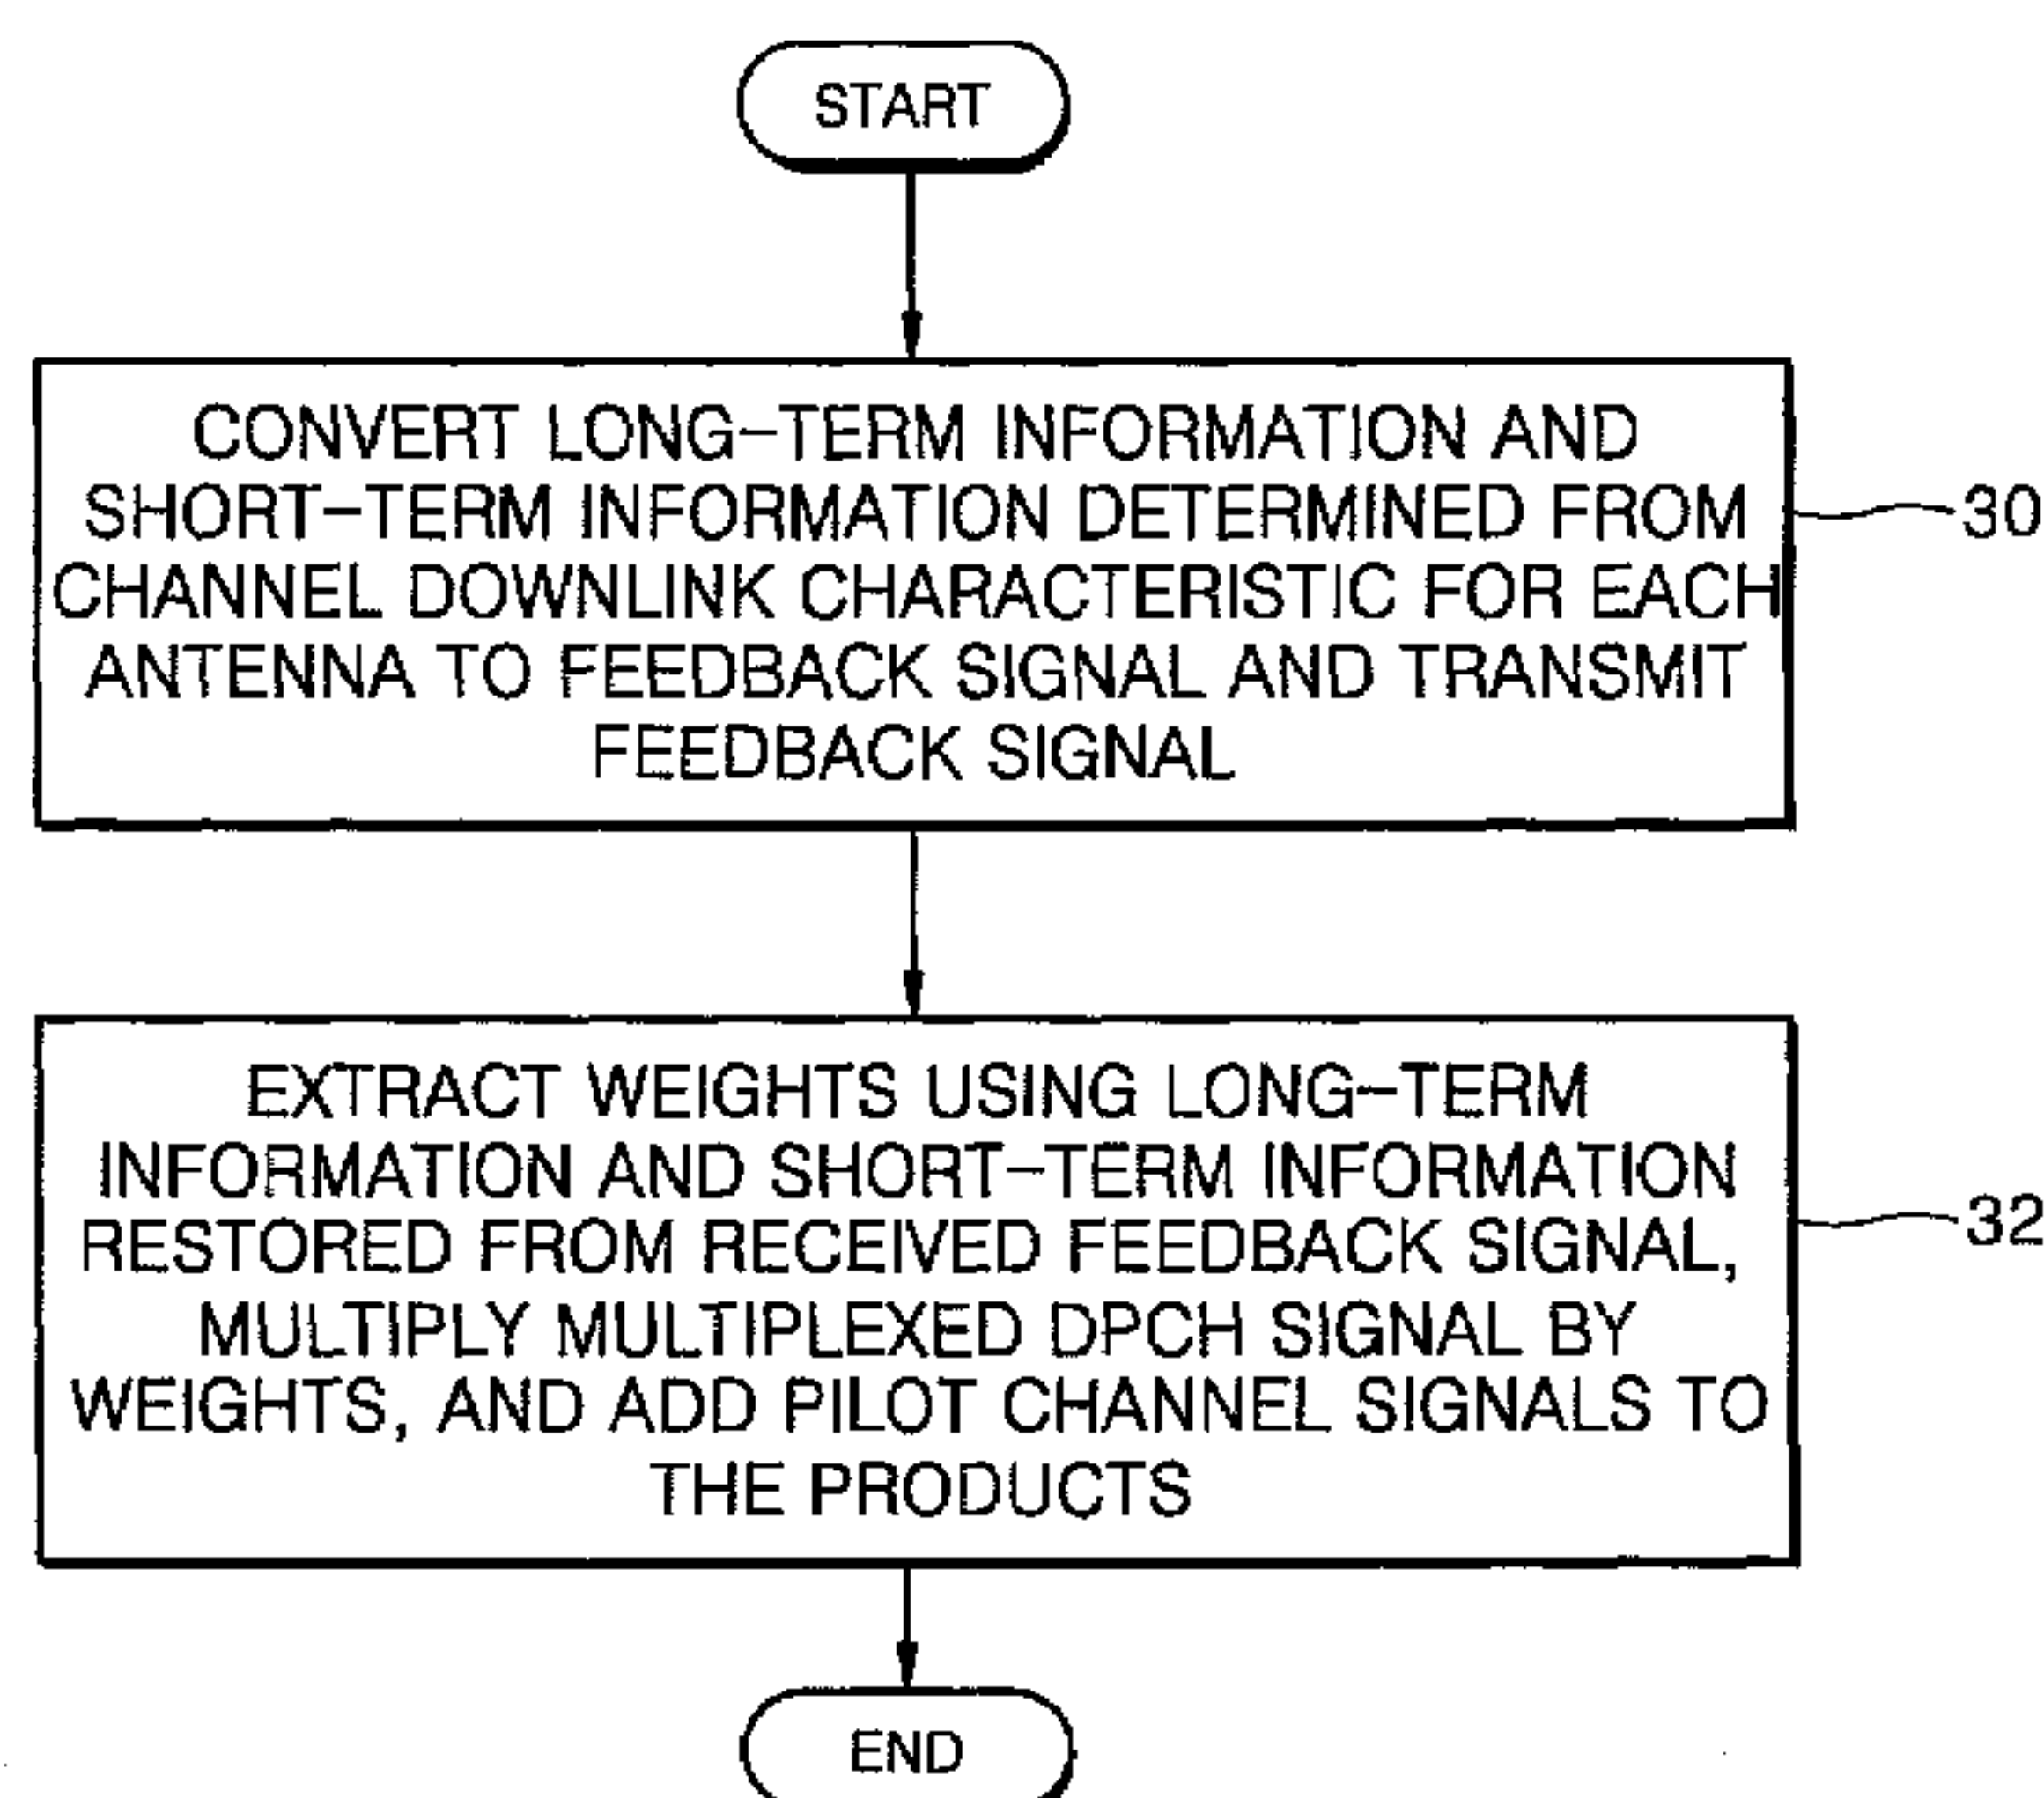 START
CONVERT LONG-TERM INFORMATION AND
SHORT-TERM INFORMATION DETERMINED FROM
CHANNEL DOWNLINK CHARACTERISTIC FOR EACH
ANTENNA TO FEEDBACK SIGNAL AND TRANSMIT
FEEDBACK SIGNAL
30
EXTRACT WEIGHTS USING LONG-TERM
INFORMATION AND SHORT-TERM INFORMATION
RESTORED FROM RECEIVED FEEDBACK SIGNAL,
MULTIPLY MULTIPLEXED DPCH SIGNAL BY
WEIGHTS, AND ADD PILOT CHANNEL SIGNALS TO
THE PRODUCTS
32
END